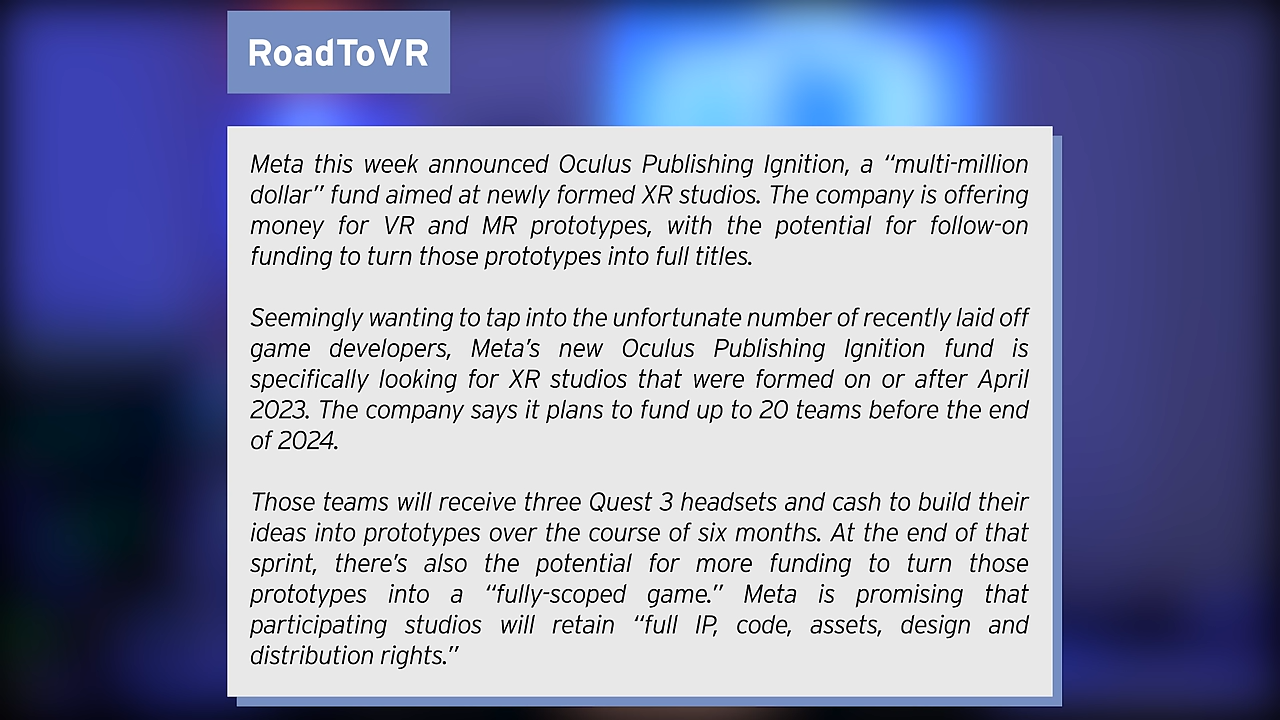 RoadToVR
Meta this week announced Oculus Publishing Ignition, a “multi-million
dollar” fund aimed at newly formed XR studios. The company is offering
money for VR and MR prototypes, with the potential for follow-on
funding to turn those prototypes into full titles.
Seemingly wanting to tap into the unfortunate number of recently laid off
game developers, Meta’s new Oculus Publishing Ignition fund is
specifically looking for XR studios that were formed on or after April
2023. The company says it plans to fund up to 20 teams before the end
of 2024.
Those teams will receive three Quest 3 headsets and cash to build their
ideas into prototypes over the course of six months. At the end of that
sprint, there’s also the potential for more funding to turn those
prototypes into a “fully-scoped game.” Meta is promising that
participating studios will retain “full IP, code, assets, design and
distribution rights.”